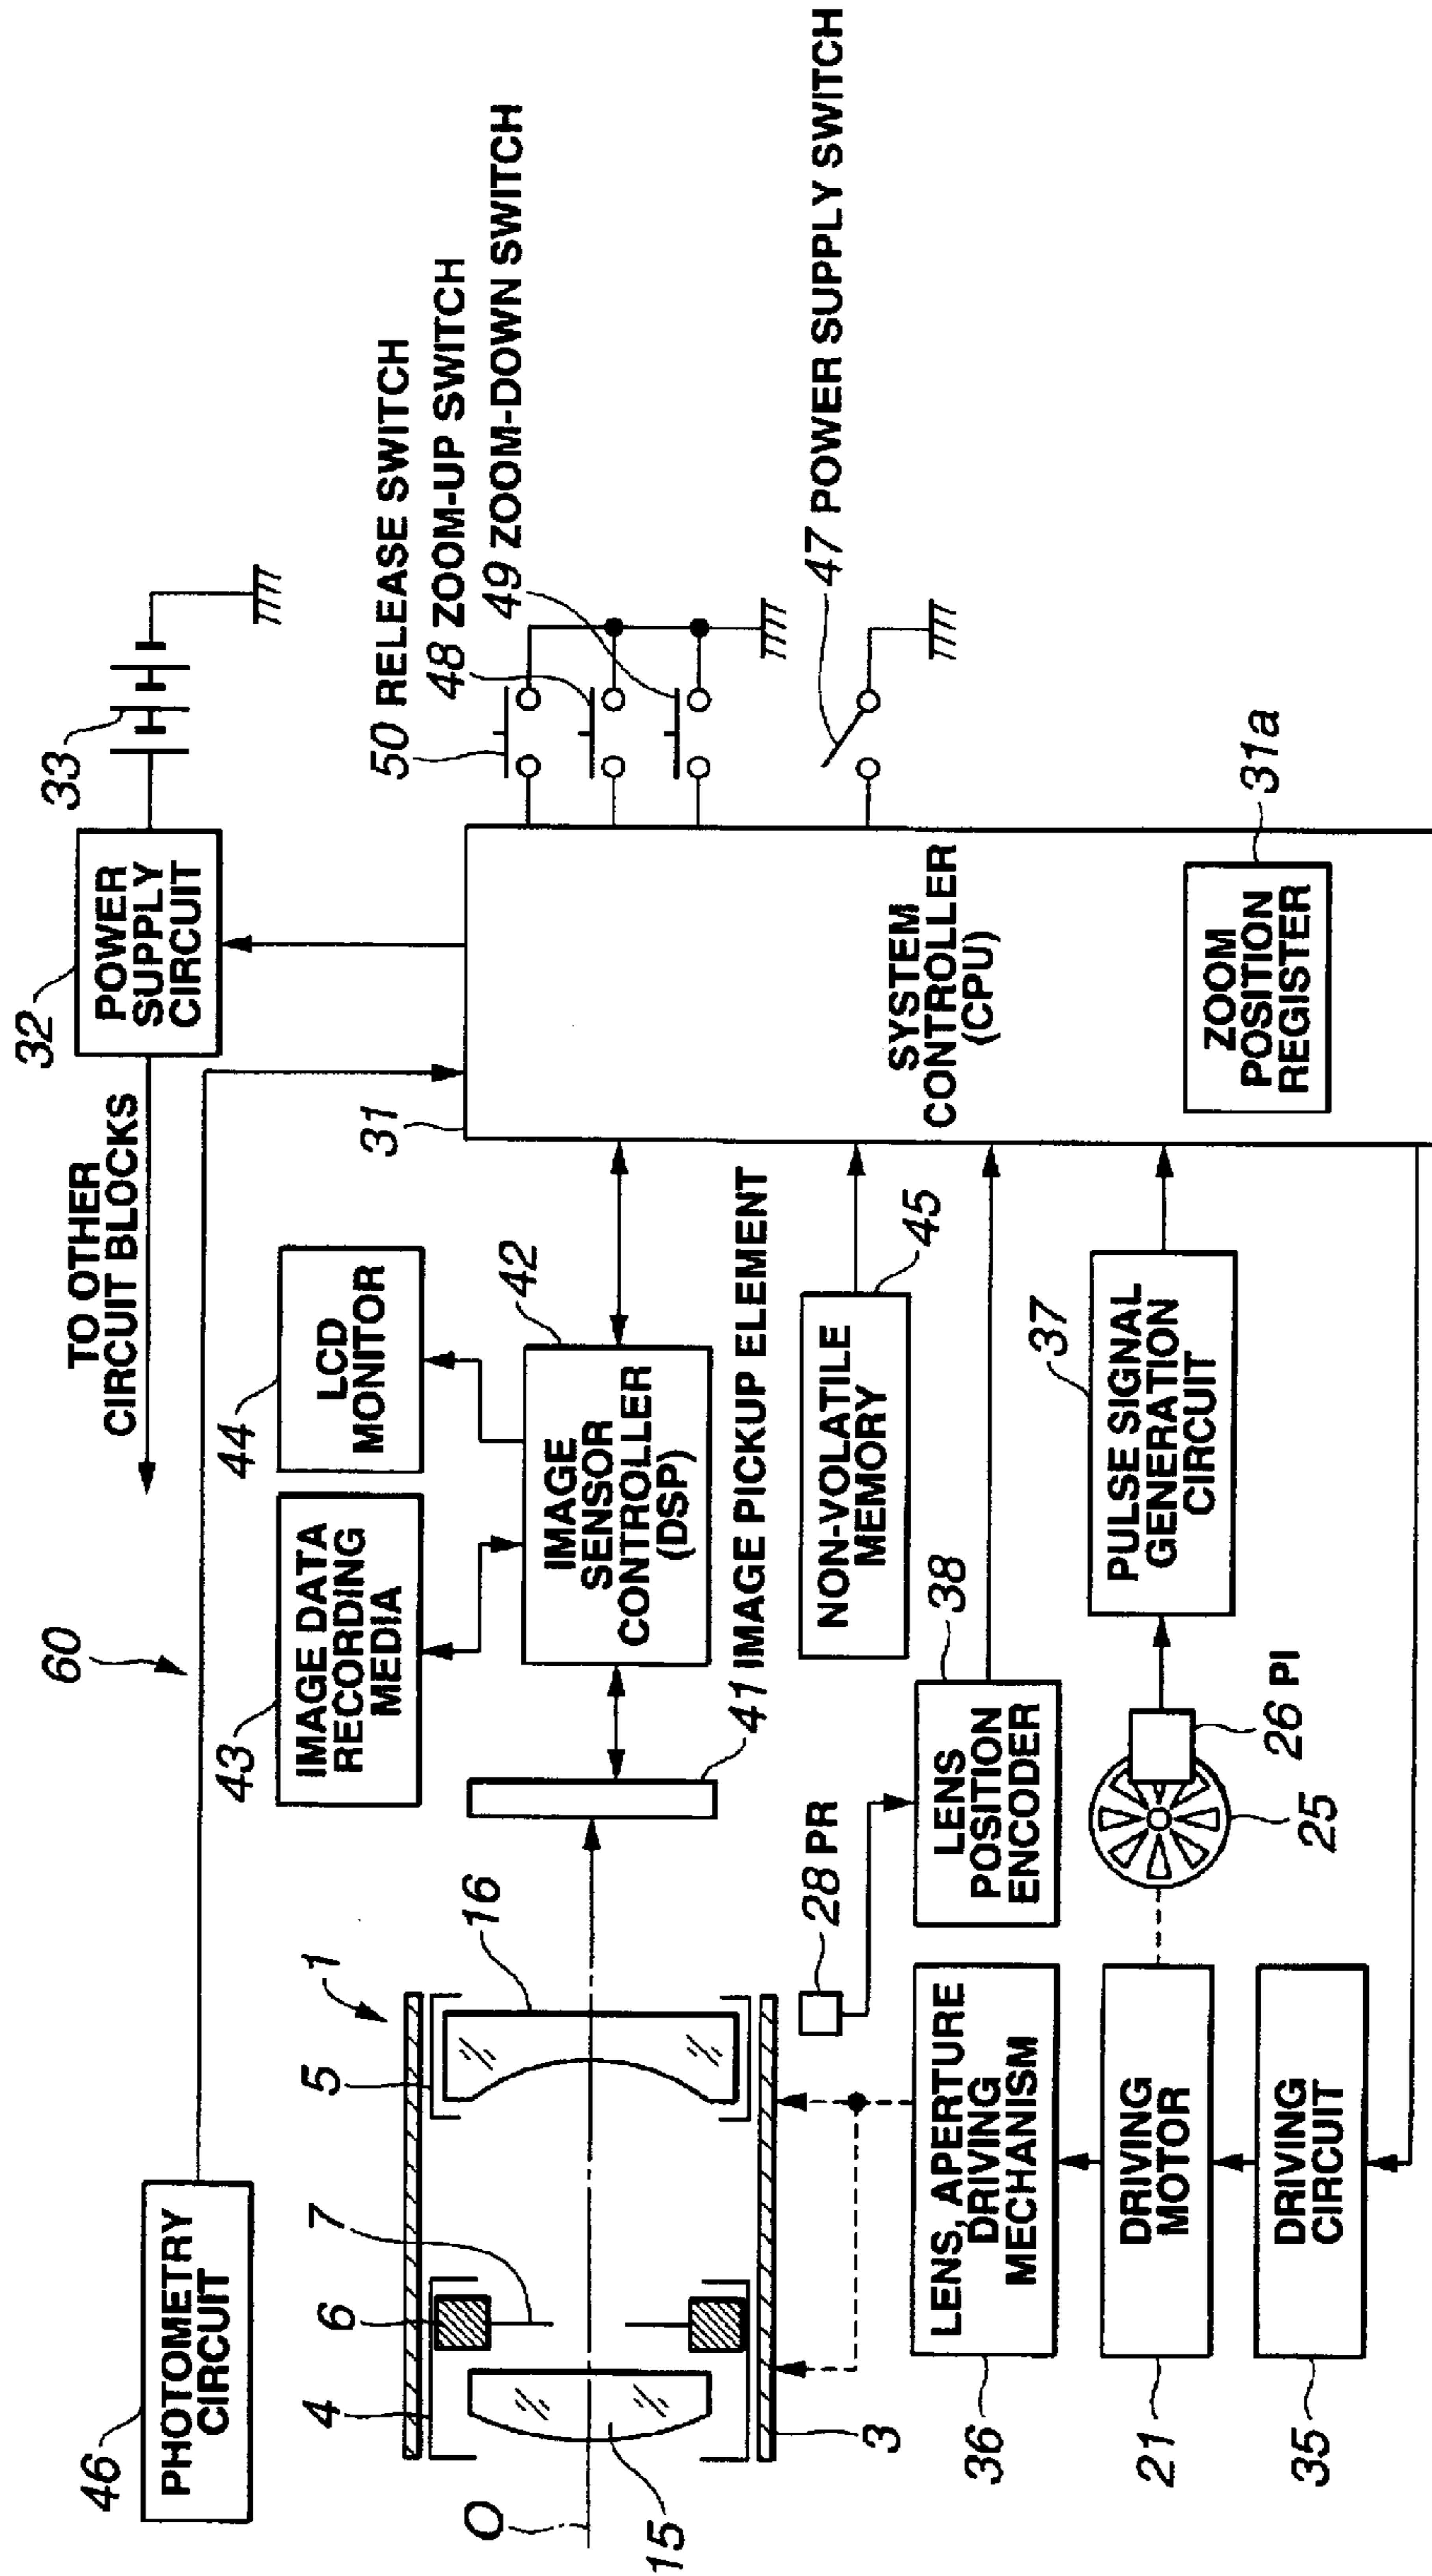 46
PHOTOMETRY
CIRCUIT
60
TO OTHER
CIRCUIT BLOCKS
32
POWER
SUPPLY
CIRCUIT
33
43
IMAGE DATA
RECORDING
MEDIA
44
LCD
MONITOR
31
50 RELEASE SWITCH
48 ZOOM-UP SWITCH
49 ZOOM-DOWN SWITCH
47 POWER SUPPLY SWITCH
O
15
4
6
7
5
16
1
3
41 IMAGE PICKUP ELEMENT
42
IMAGE
SENSOR
CONTROLLER
(DSP)
SYSTEM
CONTROLLER
(CPU)
NON-VOLATILE
MEMORY
45
28 PR
38
LENS
POSITION
ENCODER
36
LENS, APERTURE
DRIVING
MECHANISM
21
DRIVING
MOTOR
25
26 PI
37
PULSE SIGNAL
GENERATION
CIRCUIT
31a
ZOOM
POSITION
REGISTER
35
DRIVING
CIRCUIT